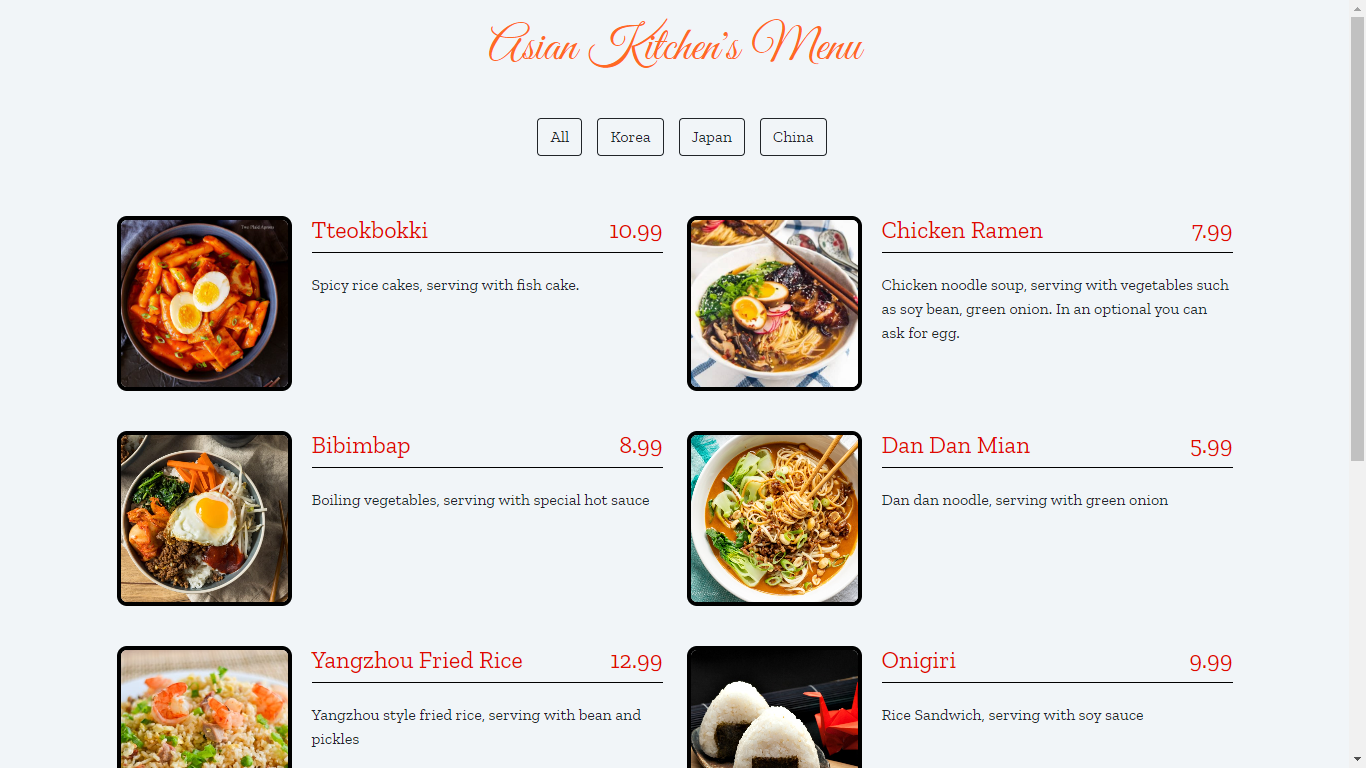 Asian Kitchen's Menu
All
Korea
Japan
China
Tteokbokki 10.99
Spicy rice cakes, serving with fish cake.
Chicken Ramen 7.99
Chicken noodle soup, serving with vegetables such
as soy bean, green onion. In an optional you can
ask for egg.
Bibimbap 8.99
Boiling vegetables, serving with special hot sauce
Dan Dan Mian 5.99
Dan dan noodle, serving with green onion
Yangzhou Fried Rice 12.99
Yangzhou style fried rice, serving with bean and
pickles
Onigiri 9.99
Rice Sandwich, serving with soy sauce